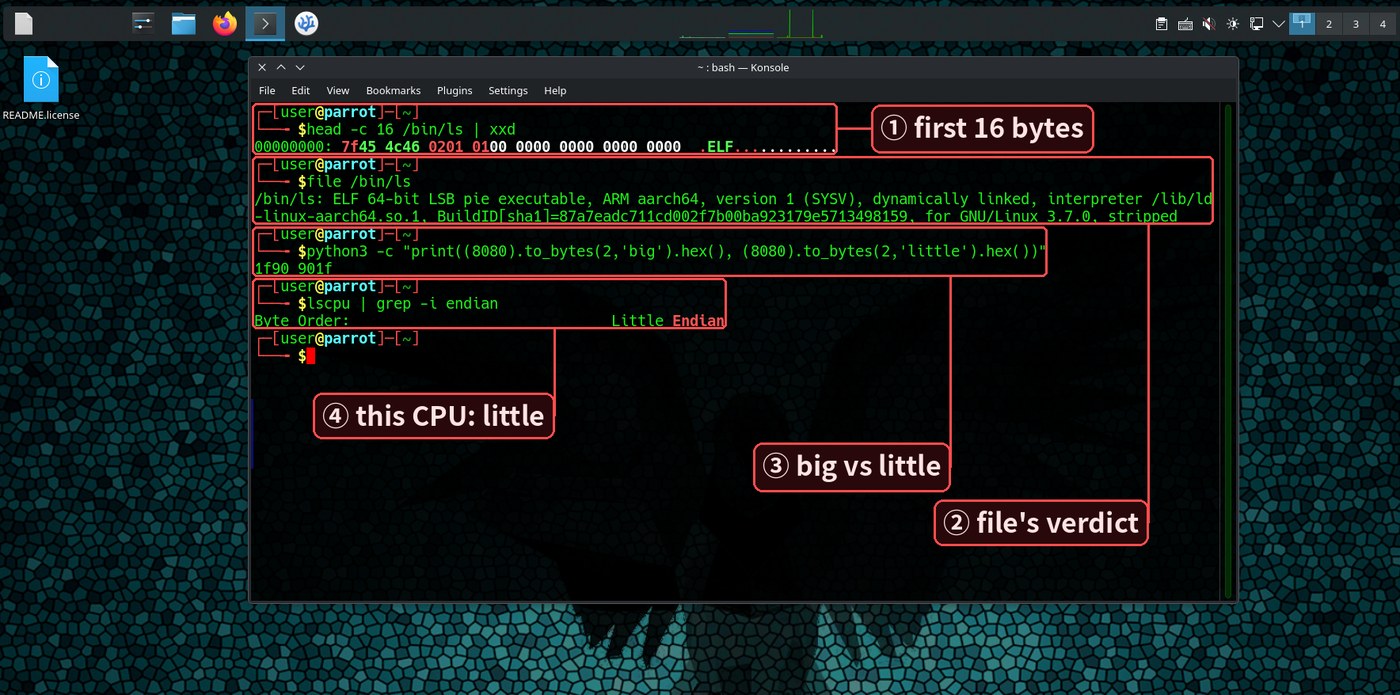 1 2 3 4
README.license
~ : bash — Konsole
File Edit View Bookmarks Plugins Settings Help
┌─[user@parrot]─[~]
└──╼ $head -c 16 /bin/ls | xxd
00000000: 7f45 4c46 0201 0100 0000 0000 0000 0000  .ELF............
① first 16 bytes
┌─[user@parrot]─[~]
└──╼ $file /bin/ls
/bin/ls: ELF 64-bit LSB pie executable, ARM aarch64, version 1 (SYSV), dynamically linked, interpreter /lib/ld
-linux-aarch64.so.1, BuildID[sha1]=87a7eadc711cd002f7b00ba923179e5713498159, for GNU/Linux 3.7.0, stripped
┌─[user@parrot]─[~]
└──╼ $python3 -c "print((8080).to_bytes(2,'big').hex(), (8080).to_bytes(2,'little').hex())"
1f90 901f
┌─[user@parrot]─[~]
└──╼ $lscpu | grep -i endian
Byte Order:                              Little Endian
┌─[user@parrot]─[~]
└──╼ $
④ this CPU: little
③ big vs little
② file's verdict